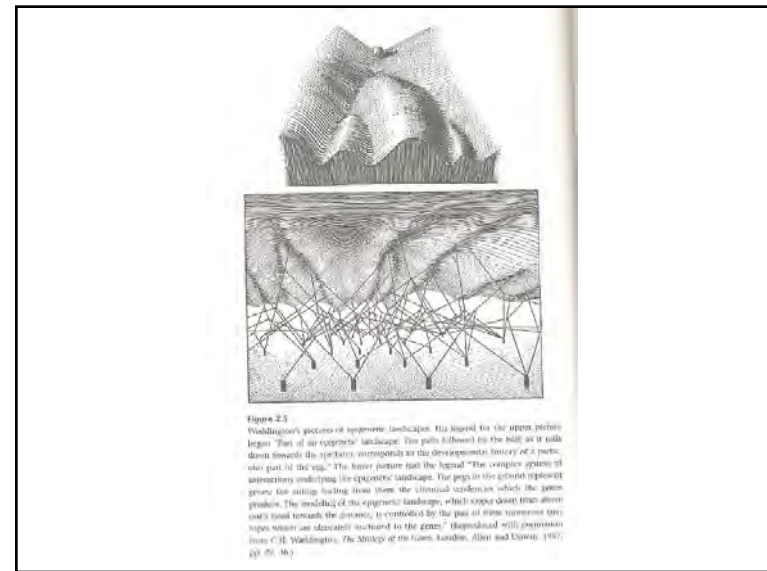 Figure 2.5
Waddington's pictures of epigenetic landscapes. His legend for the upper picture
began "Part of an epigenetic landscape. The path followed by the ball, as it rolls
down towards the spectator, corresponds to the developmental history of a partic-
ular part of the egg." The lower picture had the legend "The complex system of
interactions underlying the epigenetic landscape. The pegs in the ground represent
genes; the strings leading from them the chemical tendencies which the genes
produce. The modeling of the epigenetic landscape, which slopes down from above
one's head towards the distance, is controlled by the pull of these numerous guy-
ropes which are ultimately anchored to the genes." (Reproduced with permission
from C.H. Waddington, The Strategy of the Genes, London, Allen and Unwin, 1957,
pp. 29, 36.)